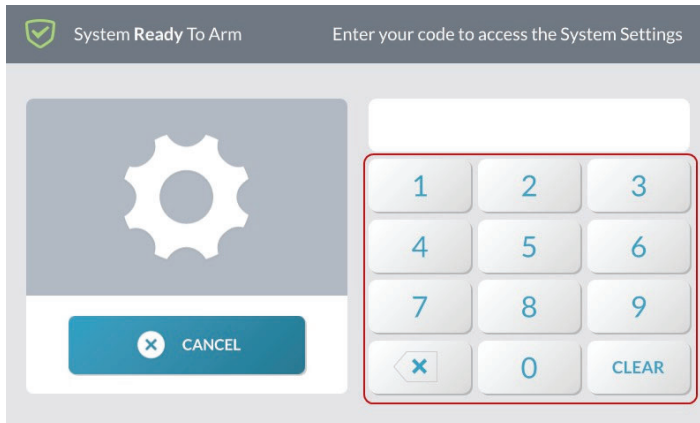 System Ready To Arm
Enter your code to access the System Settings
1 2 3
4 5 6
7 8 9
0 CLEAR
CANCEL